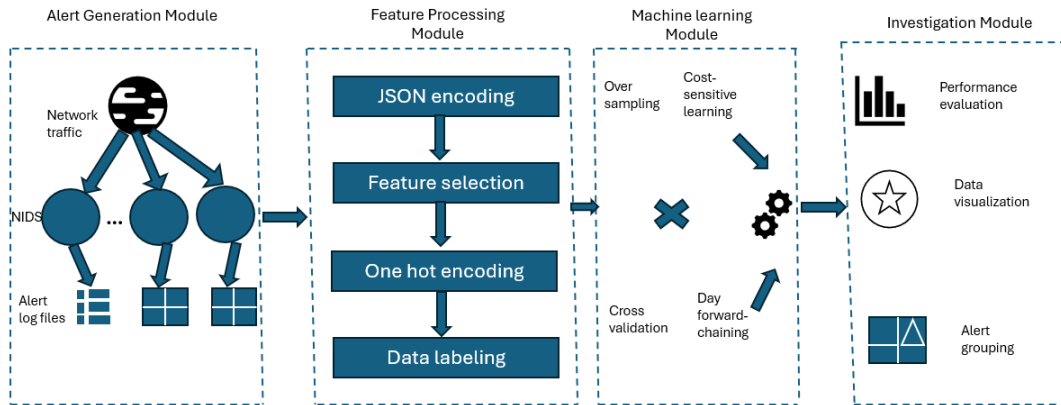 Alert Generation Module
Network
traffic
NIDS
...
Alert
log files
Feature Processing
Module
JSON encoding
Feature selection
One hot encoding
Data labeling
Machine learning
Module
Over
sampling
Cost-
sensitive
learning
Cross
validation
Day
forward-
chaining
Investigation Module
Performance
evaluation
Data
visualization
Alert
grouping